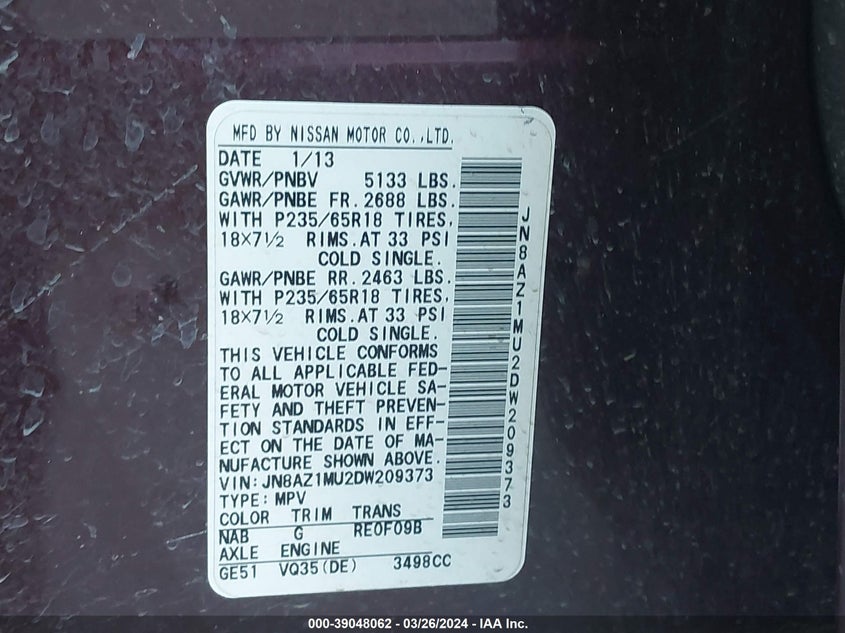 MFD BY NISSAN MOTOR CO.,LTD.
DATE 1/13
GVWR/PNBV 5133 LBS.
GAWR/PNBE FR. 2688 LBS.
WITH P235/65R18 TIRES,
18×7½ RIMS.AT 33 PSI
COLD SINGLE.
GAWR/PNBE RR. 2463 LBS.
WITH P235/65R18 TIRES,
18×7½ RIMS.AT 33 PSI
COLD SINGLE.
THIS VEHICLE CONFORMS
TO ALL APPLICABLE FED-
ERAL MOTOR VEHICLE SA-
FETY AND THEFT PREVEN-
TION STANDARDS IN EFF-
ECT ON THE DATE OF MA-
NUFACTURE SHOWN ABOVE.
VIN:JN8AZ1MU2DW209373
TYPE:MPV
COLOR TRIM TRANS
NAB G RE0F09B
AXLE ENGINE
GE51 VQ35(DE) 3498CC
JN8AZ1MU2DW209373
000-39048062 - 03/26/2024 - IAA Inc.